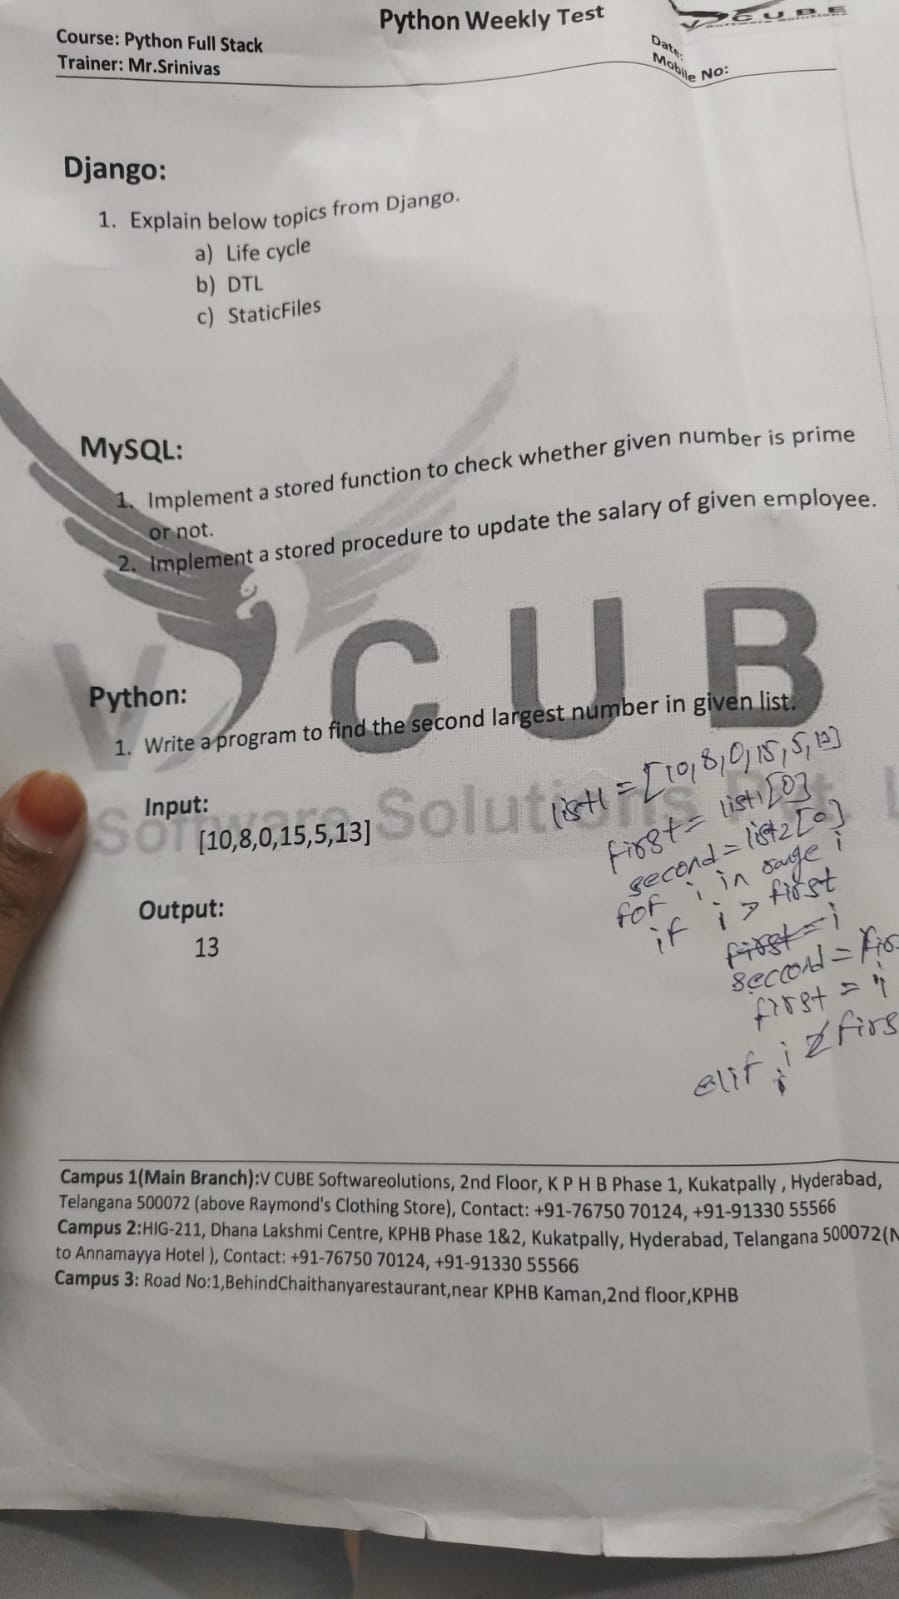 Python Weekly Test
V CUBE
Course: Python Full Stack
Trainer: Mr.Srinivas
Date:
Mobile No:
Django:
1. Explain below topics from Django.
a) Life cycle
b) DTL
c) StaticFiles
MySQL:
1. Implement a stored function to check whether given number is prime
or not.
2. Implement a stored procedure to update the salary of given employee.
V CUB
Python:
1. Write a program to find the second largest number in given list.
Software Solutions Pvt. L
Input:
[10,8,0,15,5,13]
Output:
13
list1 = [10,8,0,15,5,13]
first = list1[0]
second = list2[0]
for i in range i
if i > first
first = i
seccond = firs
first = i
elif i firs
Campus 1(Main Branch):V CUBE Softwareolutions, 2nd Floor, K P H B Phase 1, Kukatpally , Hyderabad,
Telangana 500072 (above Raymond's Clothing Store), Contact: +91-76750 70124, +91-91330 55566
Campus 2:HIG-211, Dhana Lakshmi Centre, KPHB Phase 1&2, Kukatpally, Hyderabad, Telangana 500072(N
to Annamayya Hotel ), Contact: +91-76750 70124, +91-91330 55566
Campus 3: Road No:1,BehindChaithanyarestaurant,near KPHB Kaman,2nd floor,KPHB